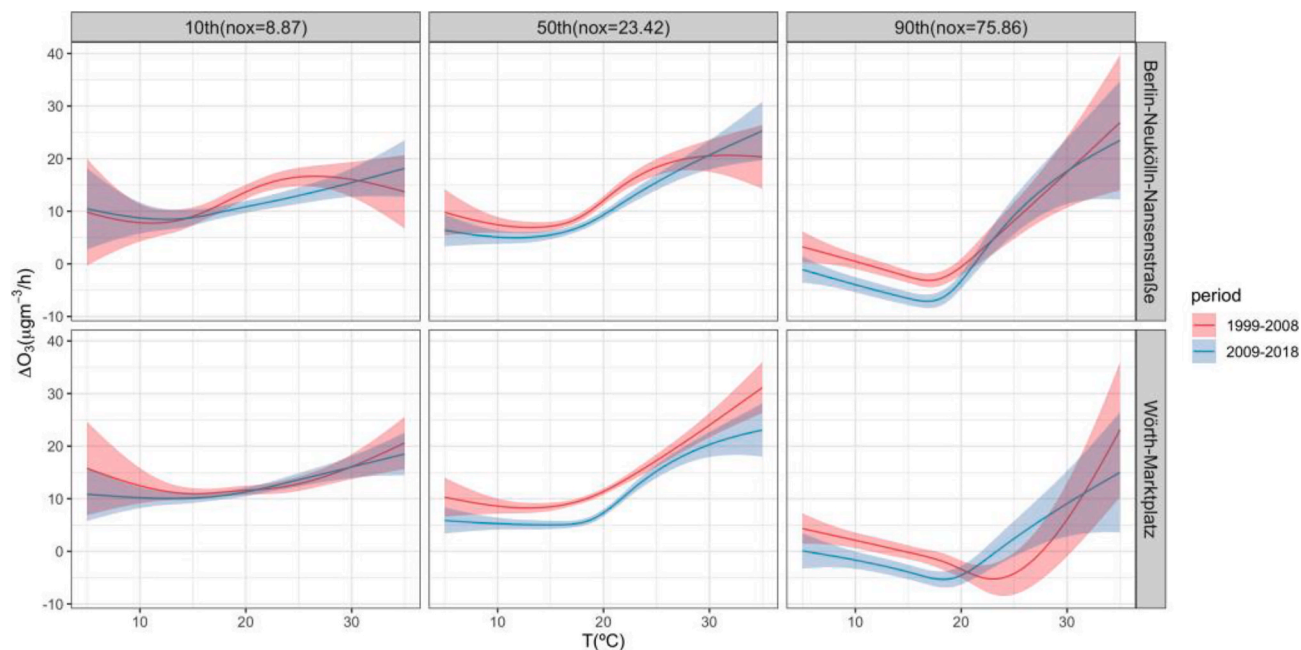 10th(nox=8.87)
50th(nox=23.42)
90th(nox=75.86)
40
30
20
10
0
-10
Berlin-Neukölln-Nansenstraße
40
30
20
10
0
-10
Wörth-Marktplatz
ΔO₃(μgm⁻³/h)
10
20
30
10
20
30
10
20
30
T(ºC)
period
1999-2008
2009-2018